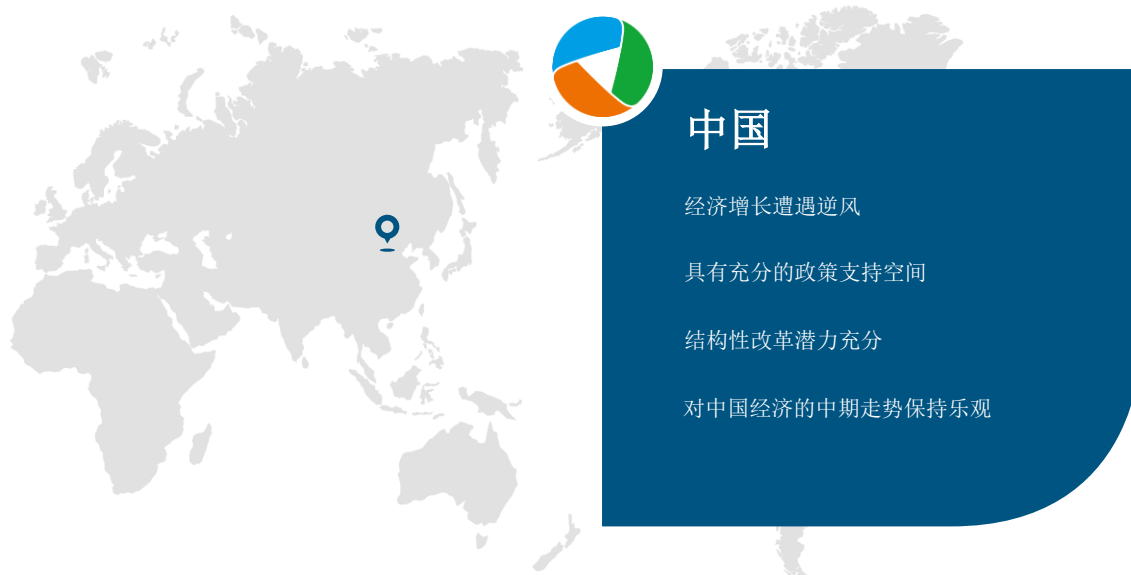 中国
经济增长遭遇逆风
具有充分的政策支持空间
结构性改革潜力充分
对中国经济的中期走势保持乐观